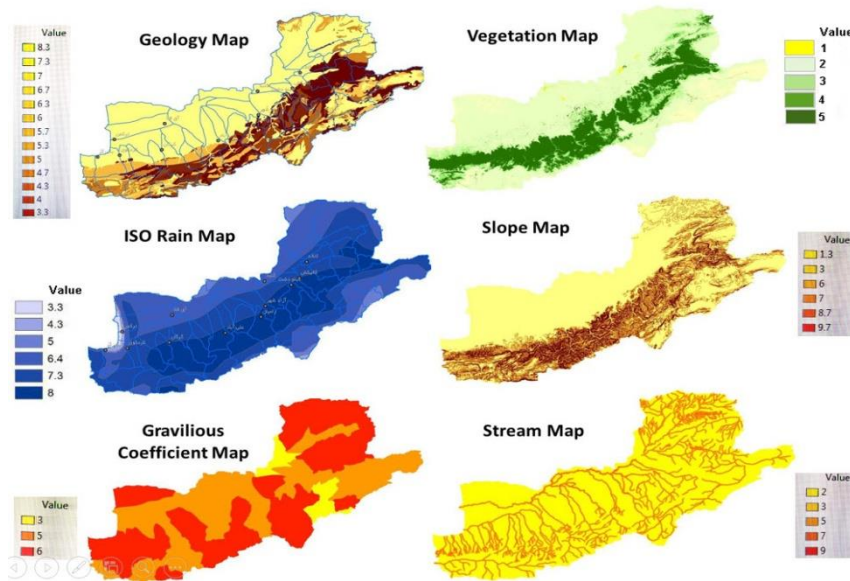 Geology Map
Value
8.3
7.3
7
6.7
6.3
6
5.7
5.3
5
4.7
4.3
4
3.3
Vegetation Map
Value
1
2
3
4
5
ISO Rain Map
Value
3.3
4.3
5
6.4
7.3
8
Slope Map
Value
1.3
3
6
7
8.7
9.7
Gravilious
Coefficient Map
Value
3
5
6
Stream Map
Value
2
3
5
7
9